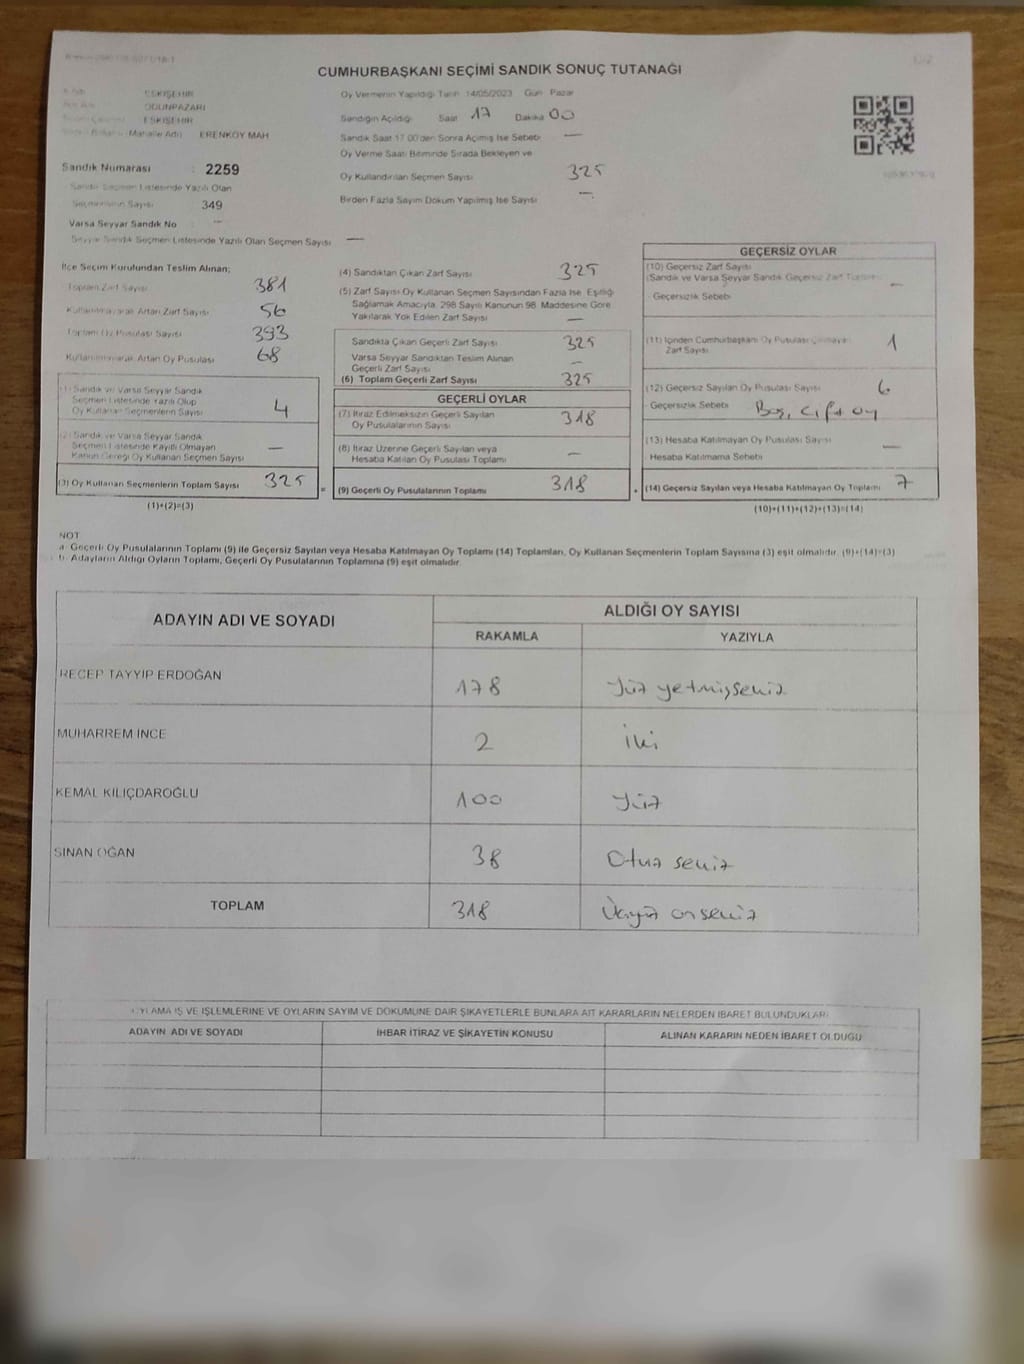 CUMHURBAŞKANI SEÇİMİ SANDIK SONUÇ TUTANAĞI
ESKİŞEHİR
ODUNPAZARI
ESKİŞEHİR
Mahalle Adı ERENKÖY MAH
Sandık Numarası : 2259
Sandık Seçmen Listesinde Yazılı Olan
Seçmenlerin Sayısı 349
Varsa Seyyar Sandık No : —
Seyyar Sandık Seçmen Listesinde Yazılı Olan Seçmen Sayısı —
Oy Vermenin Yapıldığı Tarih 14/05/2023 Gün Pazar
Sandığın Açıldığı Saat 17 Dakika 00
Sandık Saat 17.00'den Sonra Açılmış İse Sebebi —
Oy Verme Saati Bitiminde Sırada Bekleyen ve
Oy Kullandırılan Seçmen Sayısı 325
Birden Fazla Sayım Döküm Yapılmış İse Sayısı —
İlçe Seçim Kurulundan Teslim Alınan;
Toplam Zarf Sayısı 381
Kullanılmayarak Artan Zarf Sayısı 56
Toplam Oy Pusulası Sayısı 393
Kullanılmayarak Artan Oy Pusulası 68
(1) Sandık ve Varsa Seyyar Sandık
Seçmen Listesinde Yazılı Olup
Oy Kullanan Seçmenlerin Sayısı 4
(2) Sandık ve Varsa Seyyar Sandık
Seçmen Listesinde Kayıtlı Olmayan
Kanun Gereği Oy Kullanan Seçmen Sayısı —
(3) Oy Kullanan Seçmenlerin Toplam Sayısı 325
(1)+(2)=(3)
(4) Sandıktan Çıkan Zarf Sayısı 325
(5) Zarf Sayısı Oy Kullanan Seçmen Sayısından Fazla İse, Eşitliği
Sağlamak Amacıyla, 298 Sayılı Kanunun 98. Maddesine Göre
Yakılarak Yok Edilen Zarf Sayısı —
Sandıkta Çıkan Geçerli Zarf Sayısı 325
Varsa Seyyar Sandıktan Teslim Alınan
Geçerli Zarf Sayısı —
(6) Toplam Geçerli Zarf Sayısı 325
GEÇERLİ OYLAR
(7) İtiraz Edilmeksizin Geçerli Sayılan
Oy Pusulalarının Sayısı 318
(8) İtiraz Üzerine Geçerli Sayılan veya
Hesaba Katılan Oy Pusulası Toplamı —
= (9) Geçerli Oy Pusulalarının Toplamı 318
GEÇERSİZ OYLAR
(10) Geçersiz Zarf Sayısı
(Sandık ve Varsa Seyyar Sandık Geçersiz Zarf Toplamı) —
Geçersizlik Sebebi
(11) İçinden Cumhurbaşkanı Oy Pusulası Çıkmayan
Zarf Sayısı 1
(12) Geçersiz Sayılan Oy Pusulası Sayısı 6
Geçersizlik Sebebi Boş, çift oy
(13) Hesaba Katılmayan Oy Pusulası Sayısı —
Hesaba Katılmama Sebebi
+ (14) Geçersiz Sayılan veya Hesaba Katılmayan Oy Toplamı 7
(10)+(11)+(12)+(13)=(14)
NOT
a- Geçerli Oy Pusulalarının Toplamı (9) ile Geçersiz Sayılan veya Hesaba Katılmayan Oy Toplamı (14) Toplamları, Oy Kullanan Seçmenlerin Toplam Sayısına (3) eşit olmalıdır. (9)+(14)=(3)
b- Adayların Aldığı Oyların Toplamı, Geçerli Oy Pusulalarının Toplamına (9) eşit olmalıdır.
ADAYIN ADI VE SOYADI
ALDIĞI OY SAYISI
RAKAMLA YAZIYLA
RECEP TAYYİP ERDOĞAN 178 Yüz yetmişsekiz
MUHARREM İNCE 2 iki
KEMAL KILIÇDAROĞLU 100 Yüz
SİNAN OĞAN 38 Otuz sekiz
TOPLAM 318 Üçyüz onsekiz
OYLAMA İŞ VE İŞLEMLERİNE VE OYLARIN SAYIM VE DÖKÜMÜNE DAİR ŞİKAYETLERLE BUNLARA AİT KARARLARIN NELERDEN İBARET BULUNDUKLARI
ADAYIN ADI VE SOYADI İHBAR İTİRAZ VE ŞİKAYETİN KONUSU ALINAN KARARIN NEDEN İBARET OLDUĞU